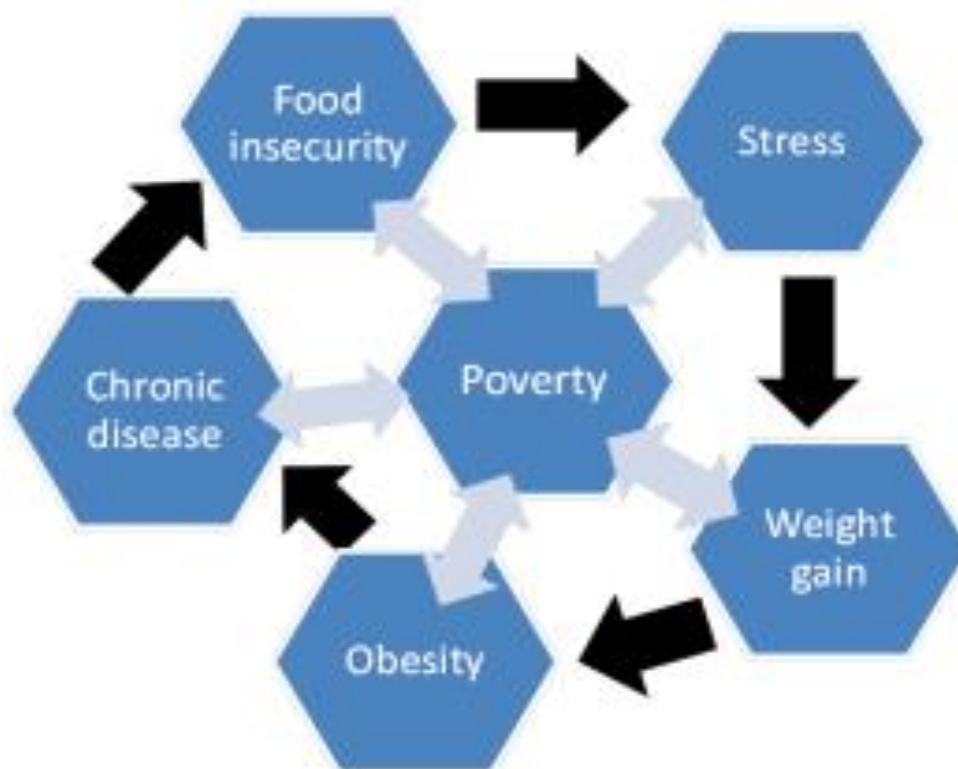 Food
insecurity
Stress
Poverty
Chronic
disease
Weight
gain
Obesity